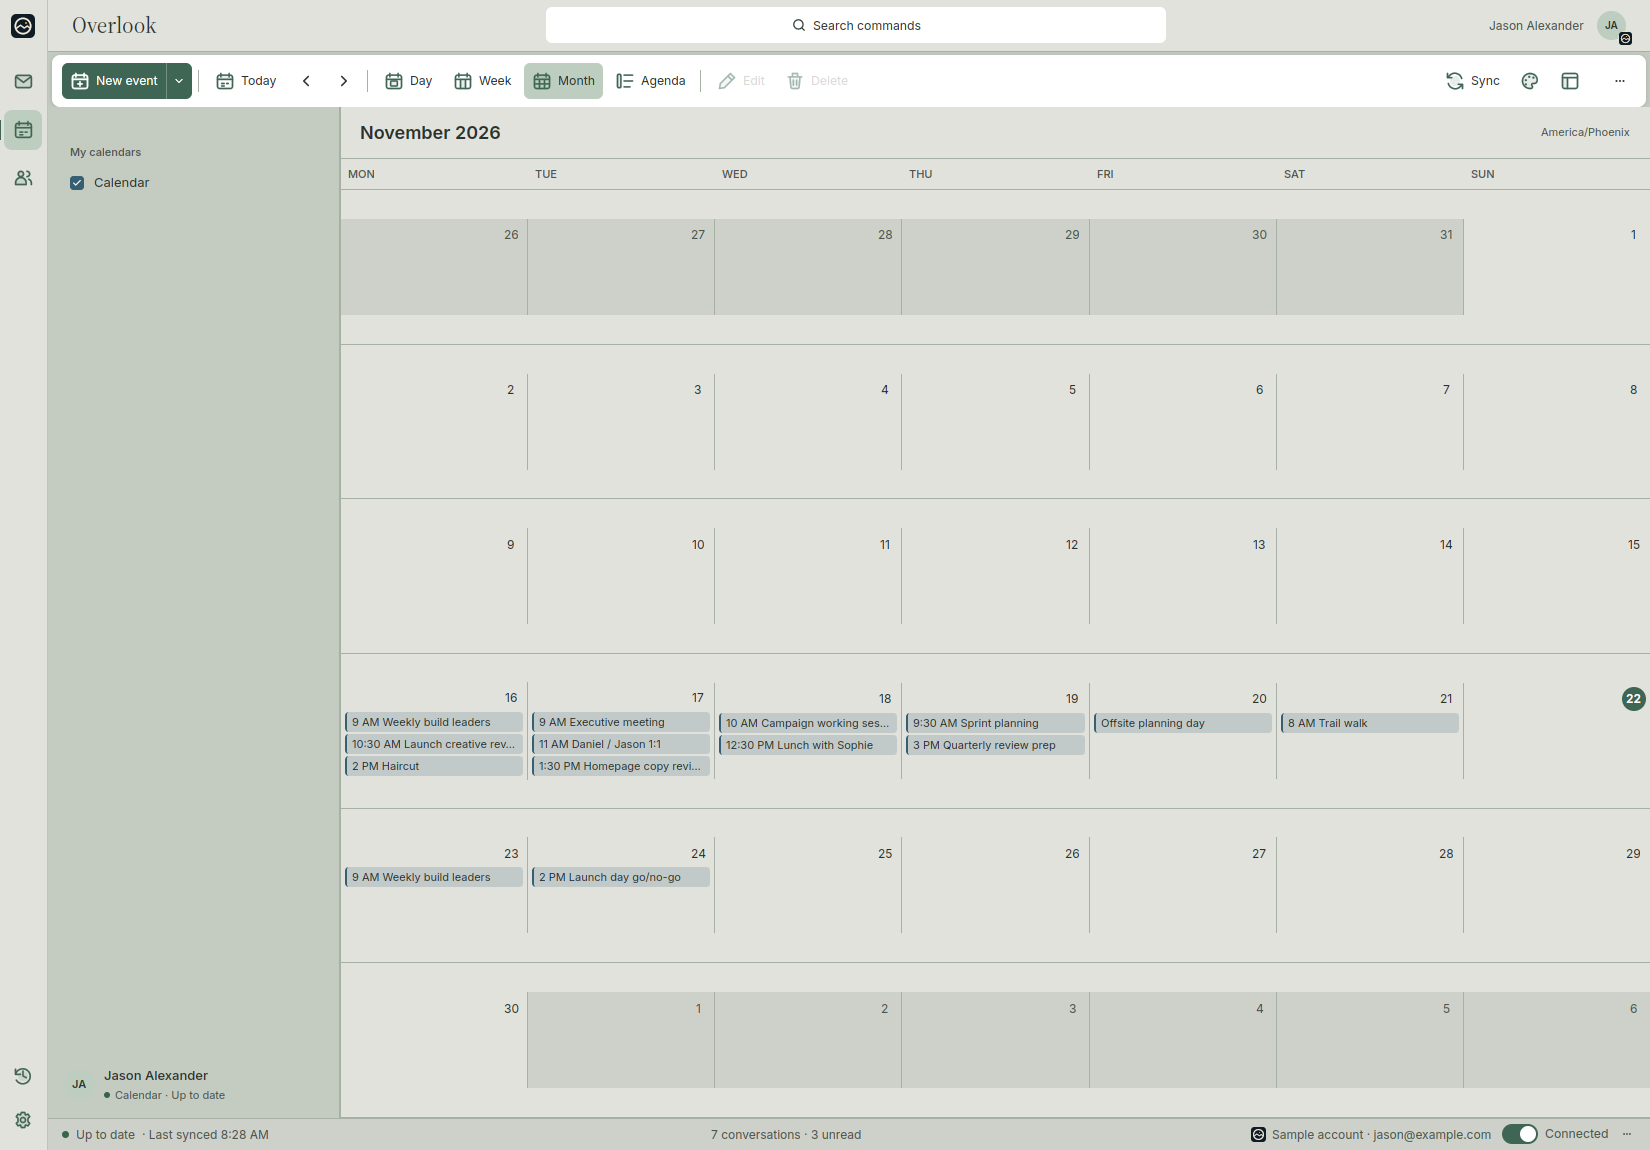 Overlook
Search commands
Jason Alexander
JA
New event
Today
Day
Week
Month
Agenda
Edit
Delete
Sync
My calendars
Calendar
November 2026
America/Phoenix
MON TUE WED THU FRI SAT SUN
26 27 28 29 30 31 1
2 3 4 5 6 7 8
9 10 11 12 13 14 15
16 17 18 19 20 21 22
9 AM Weekly build leaders
10:30 AM Launch creative rev...
2 PM Haircut
9 AM Executive meeting
11 AM Daniel / Jason 1:1
1:30 PM Homepage copy revi...
10 AM Campaign working ses...
12:30 PM Lunch with Sophie
9:30 AM Sprint planning
3 PM Quarterly review prep
Offsite planning day
8 AM Trail walk
23 24 25 26 27 28 29
9 AM Weekly build leaders
2 PM Launch day go/no-go
30 1 2 3 4 5 6
JA
Jason Alexander
Calendar · Up to date
Up to date · Last synced 8:28 AM
7 conversations · 3 unread
Sample account · jason@example.com
Connected